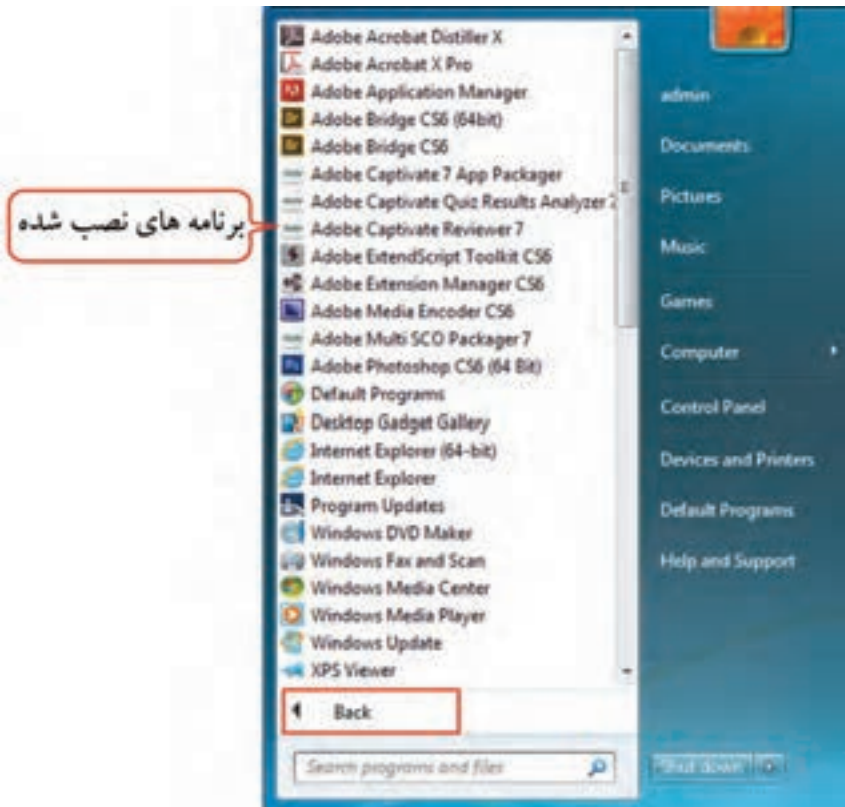 Adobe Acrobat Distiller X
Adobe Acrobat X Pro
Adobe Application Manager
Adobe Bridge CS6 (64bit)
Adobe Bridge CS6
Adobe Captivate 7 App Packager
Adobe Captivate Quiz Results Analyzer 7
Adobe Captivate Reviewer 7
Adobe ExtendScript Toolkit CS6
Adobe Extension Manager CS6
Adobe Media Encoder CS6
Adobe Multi SCO Packager 7
Adobe Photoshop CS6 (64 Bit)
Default Programs
Desktop Gadget Gallery
Internet Explorer (64-bit)
Internet Explorer
Program Updates
Windows DVD Maker
Windows Fax and Scan
Windows Media Center
Windows Media Player
Windows Update
XPS Viewer
Back
Search programs and files
admin
Documents
Pictures
Music
Games
Computer
Control Panel
Devices and Printers
Default Programs
Help and Support
Shut down
برنامه های نصب شده